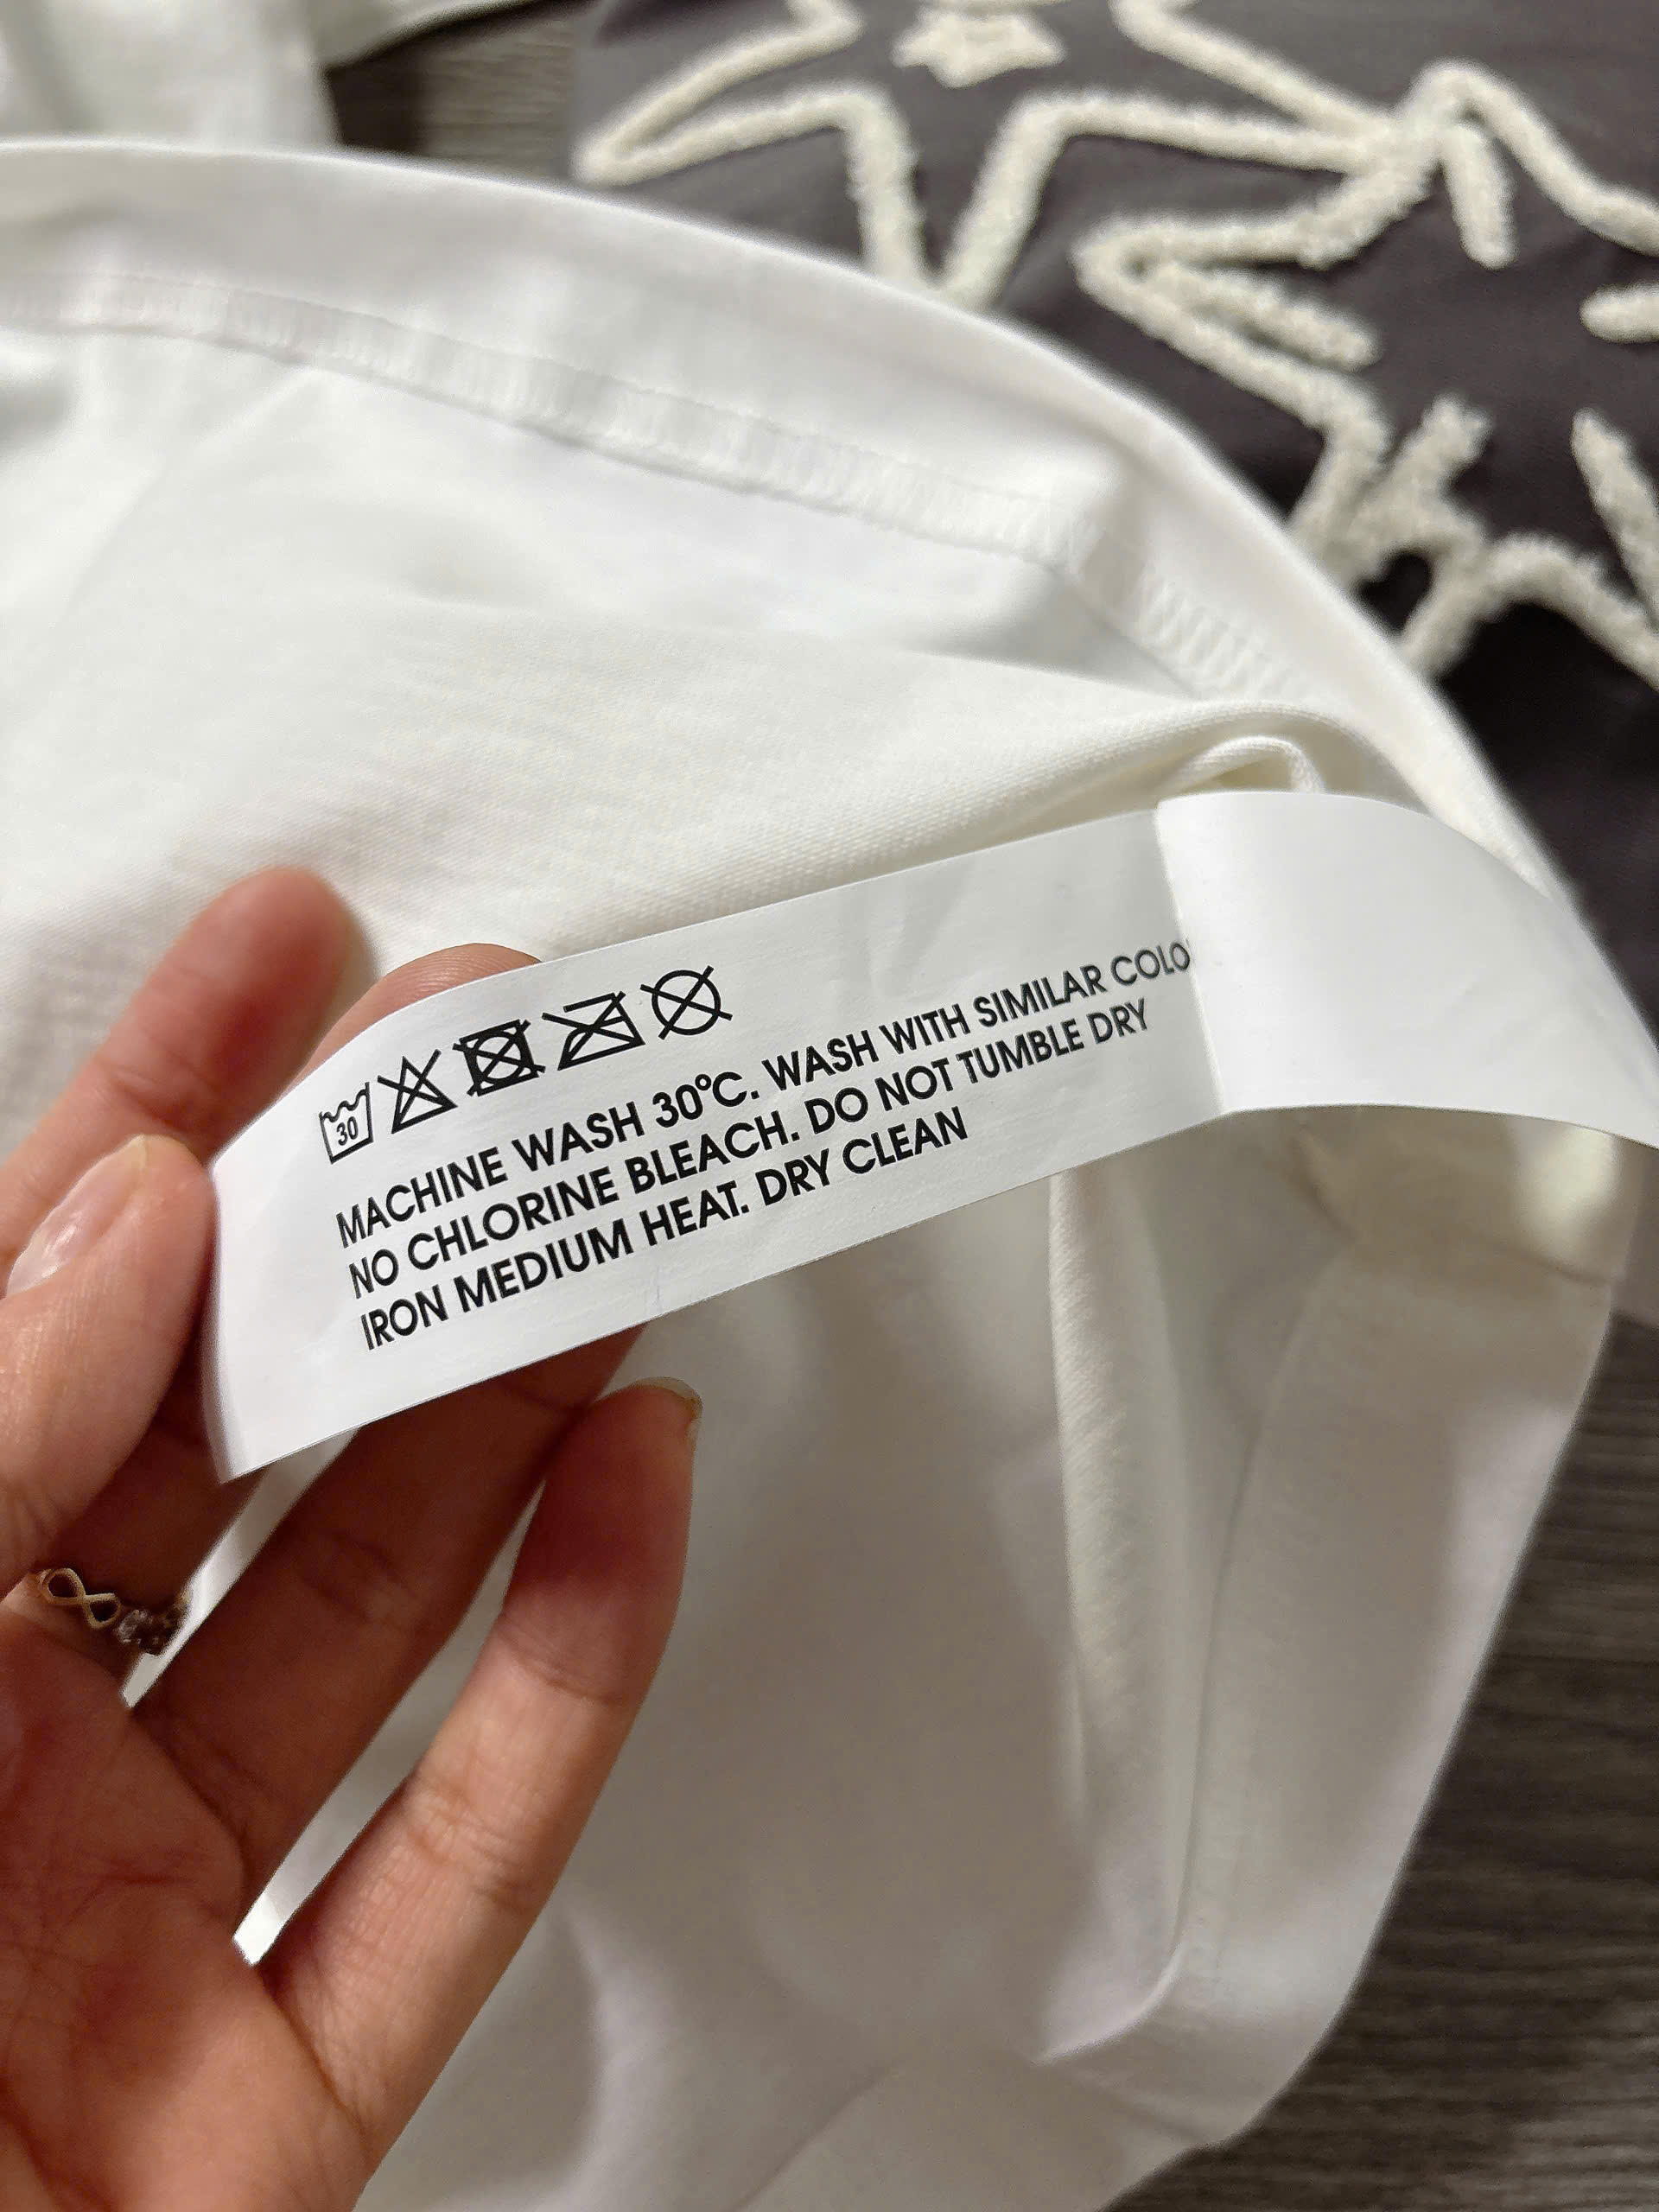 30
MACHINE WASH 30°C. WASH WITH SIMILAR COLO
NO CHLORINE BLEACH. DO NOT TUMBLE DRY
IRON MEDIUM HEAT. DRY CLEAN